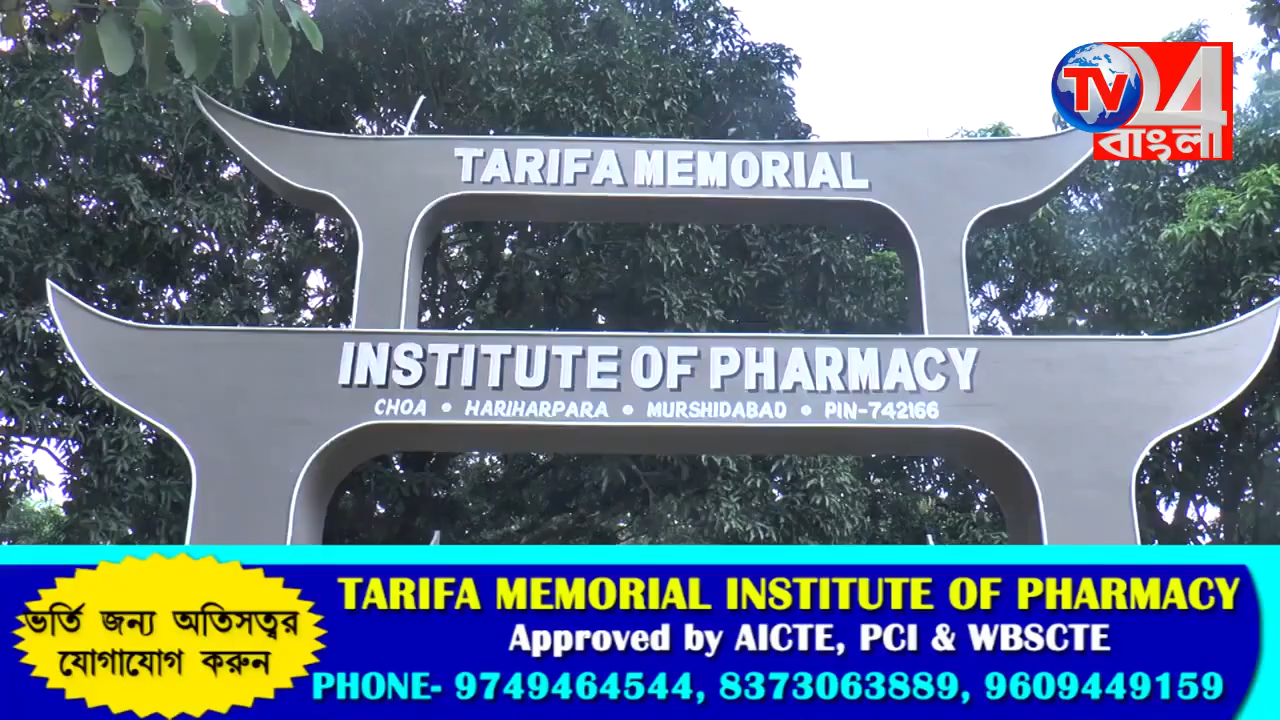 TV 24
বাংলা
TARIFA MEMORIAL
INSTITUTE OF PHARMACY
CHOA • HARIHARPARA • MURSHIDABAD • PIN-742166
ভর্তি জন্য অতিসত্বর
যোগাযোগ করুন
TARIFA MEMORIAL INSTITUTE OF PHARMACY
Approved by AICTE, PCI & WBSCTE
PHONE- 9749464544, 8373063889, 9609449159